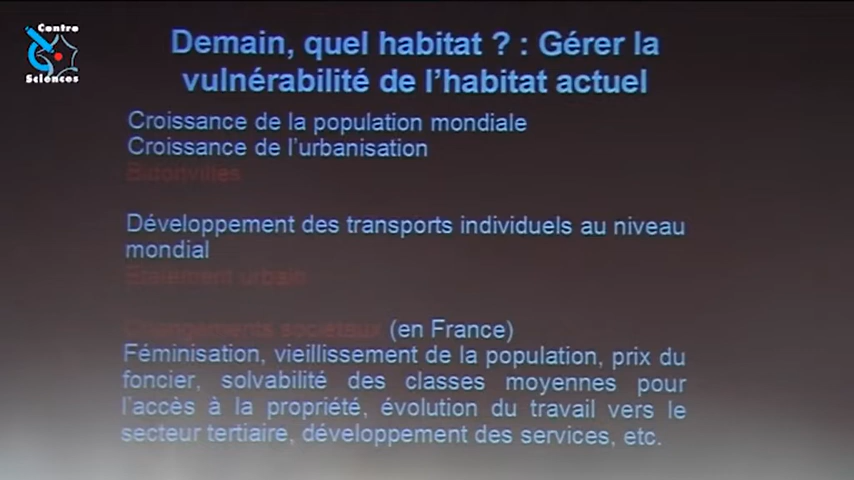 Centre
Sciences
Demain, quel habitat ? : Gérer la
vulnérabilité de l'habitat actuel
Croissance de la population mondiale
Croissance de l'urbanisation
Bidonvilles
Développement des transports individuels au niveau
mondial
Etalement urbain
Changements sociétaux (en France)
Féminisation, vieillissement de la population, prix du
foncier, solvabilité des classes moyennes pour
l'accès à la propriété, évolution du travail vers le
secteur tertiaire, développement des services, etc.